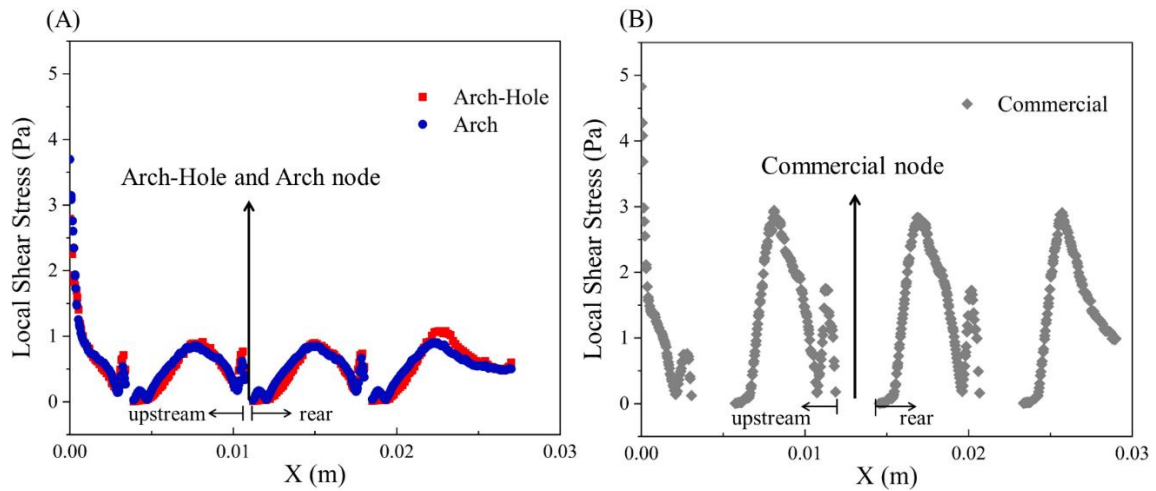 (A)
Local Shear Stress (Pa)
5
4
3
2
1
0
Arch-Hole
Arch
Arch-Hole and Arch node
upstream
rear
0.00
0.01
0.02
0.03
X (m)
(B)
Local Shear Stress (Pa)
5
4
3
2
1
0
Commercial
Commercial node
upstream
rear
0.00
0.01
0.02
0.03
X (m)